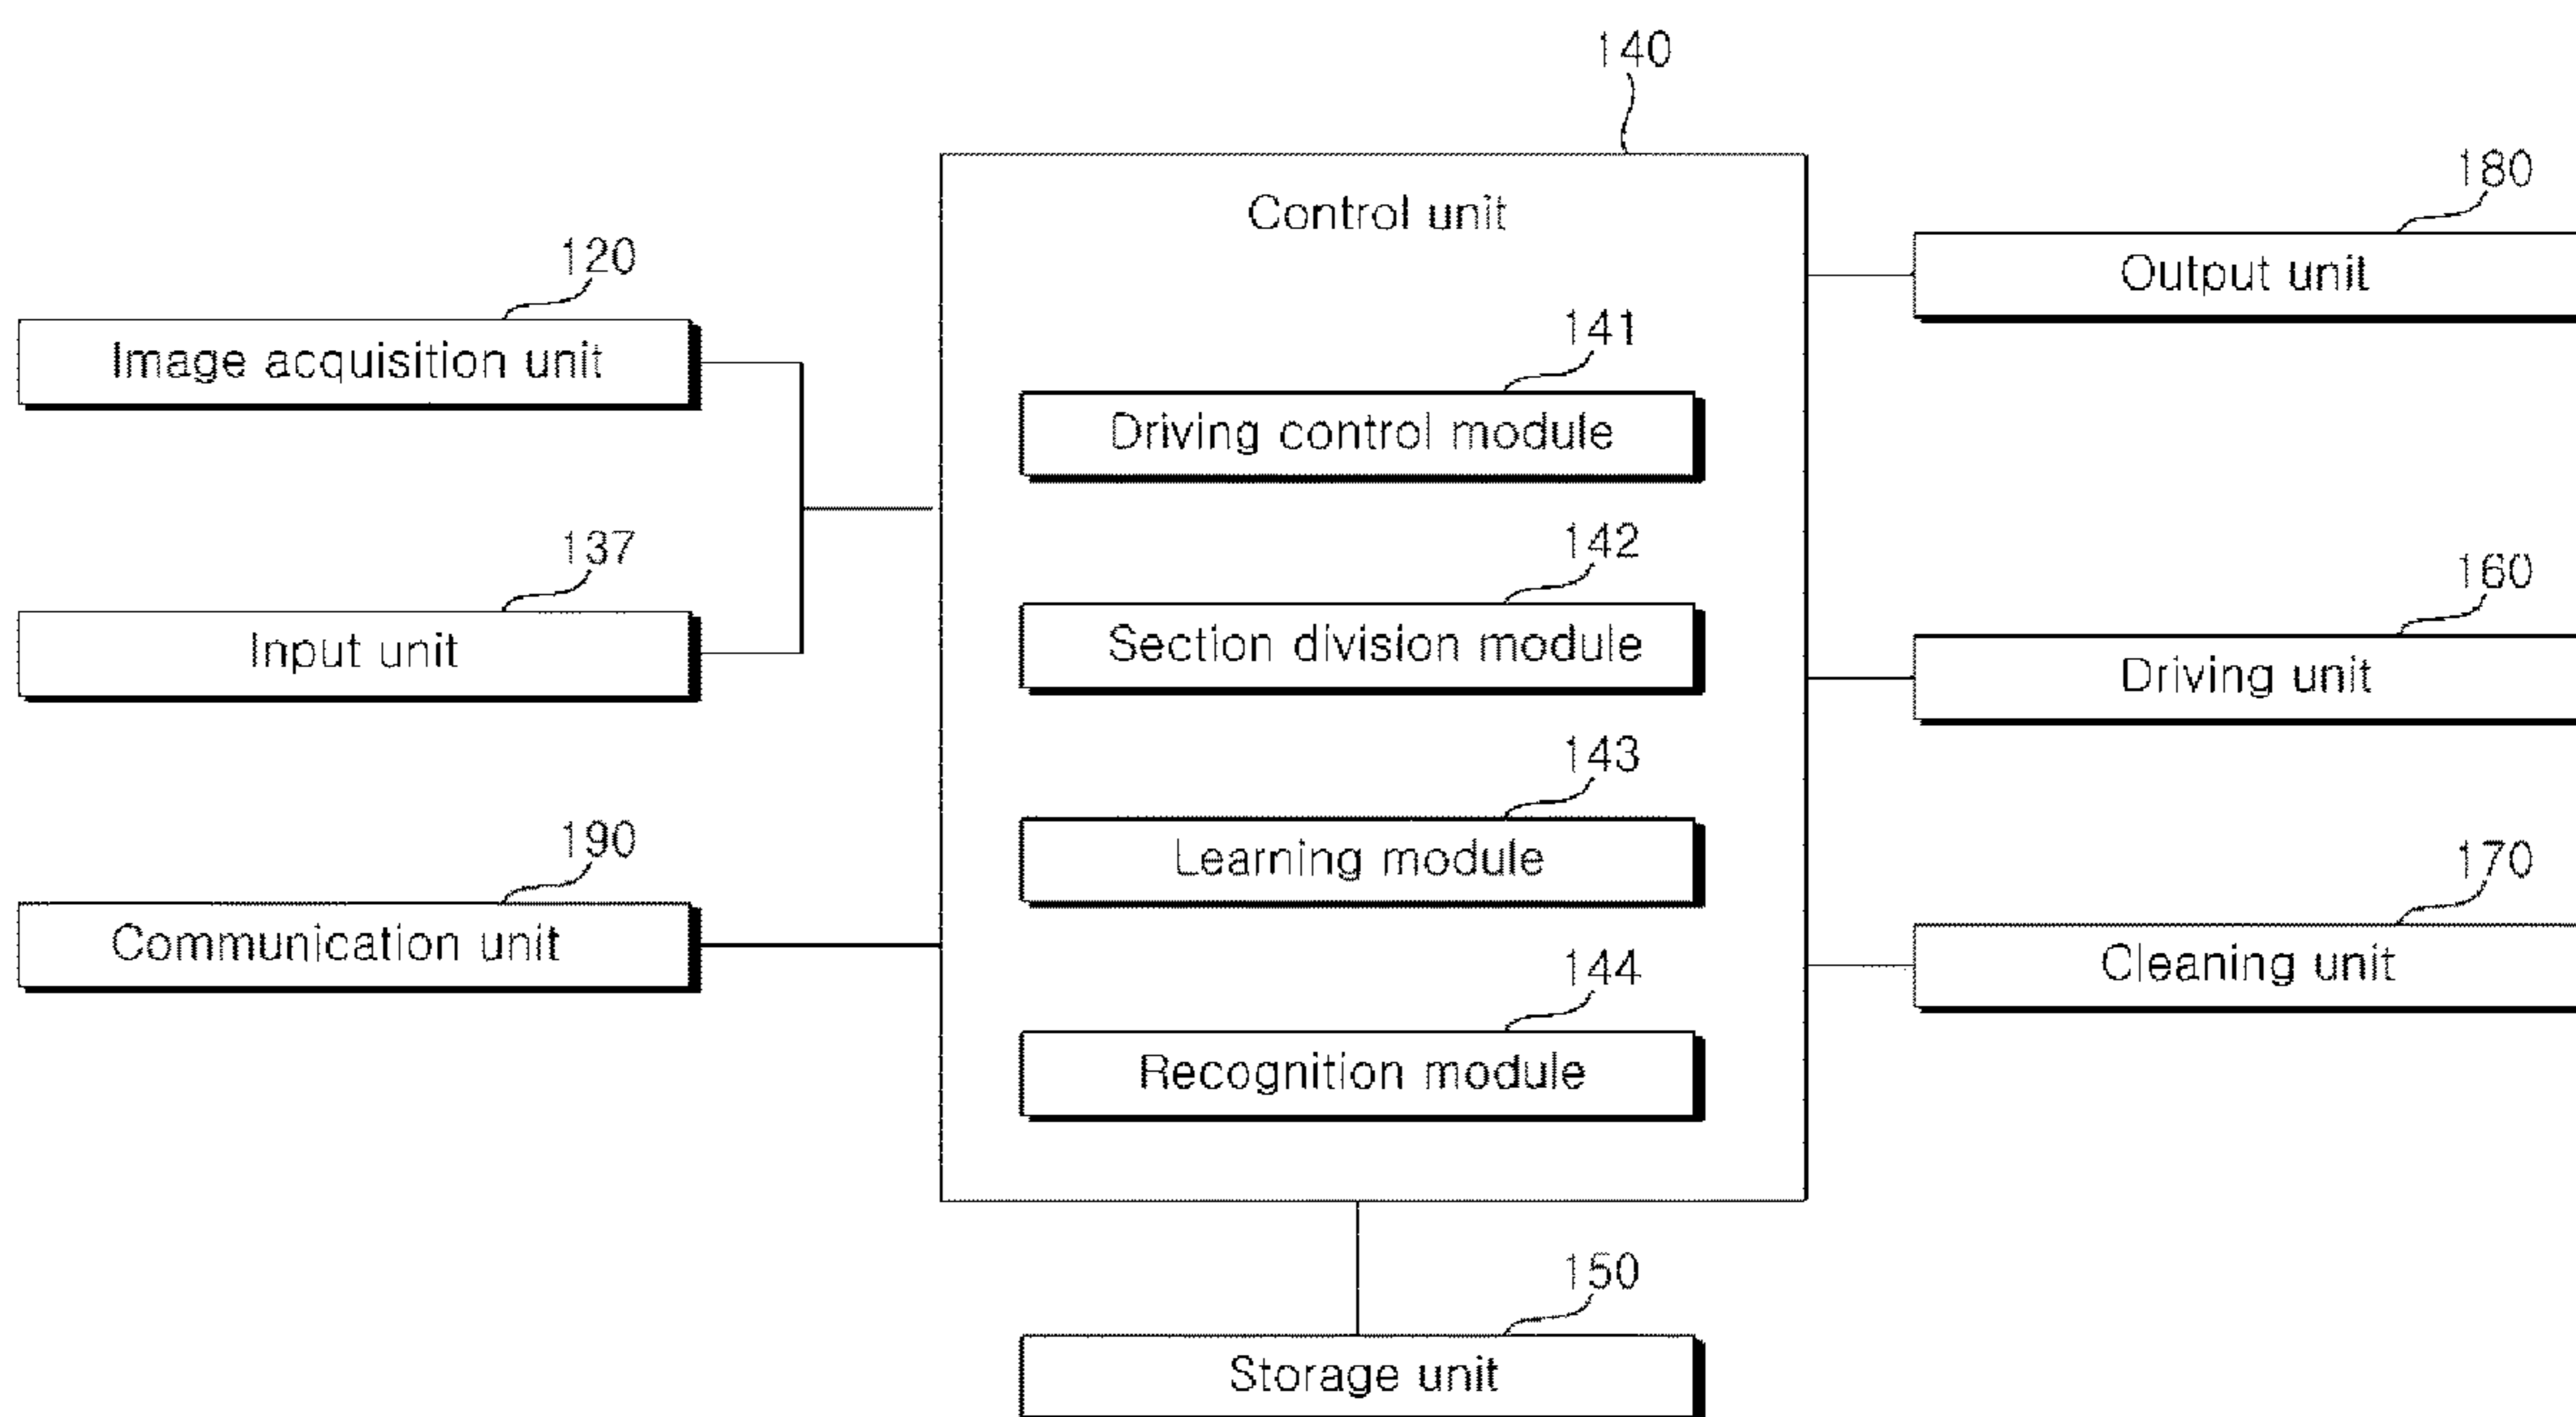 140
Control unit
180
Output unit
120
Image acquisition unit
141
Driving control module
137
Input unit
142
Section division module
160
Driving unit
143
Learning module
190
Communication unit
170
Cleaning unit
144
Recognition module
150
Storage unit